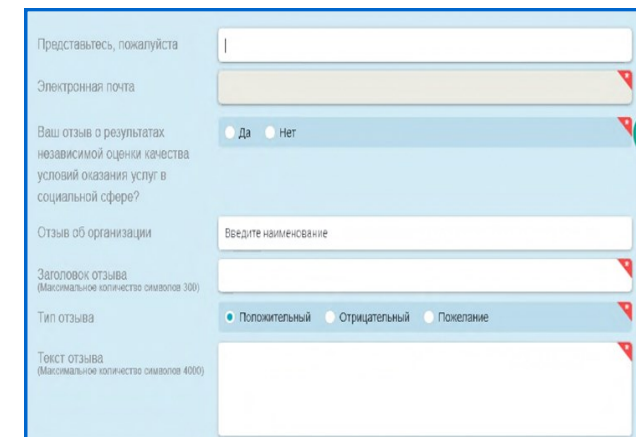 Представьтесь, пожалуйста
Электронная почта
Ваш отзыв о результатах
независимой оценки качества
условий оказания услуг в
социальной сфере?
Да Нет
Отзыв об организации
Введите наименование
Заголовок отзыва
(Максимальное количество символов 300)
Тип отзыва
Положительный Отрицательный Пожелание
Текст отзыва
(Максимальное количество символов 4000)